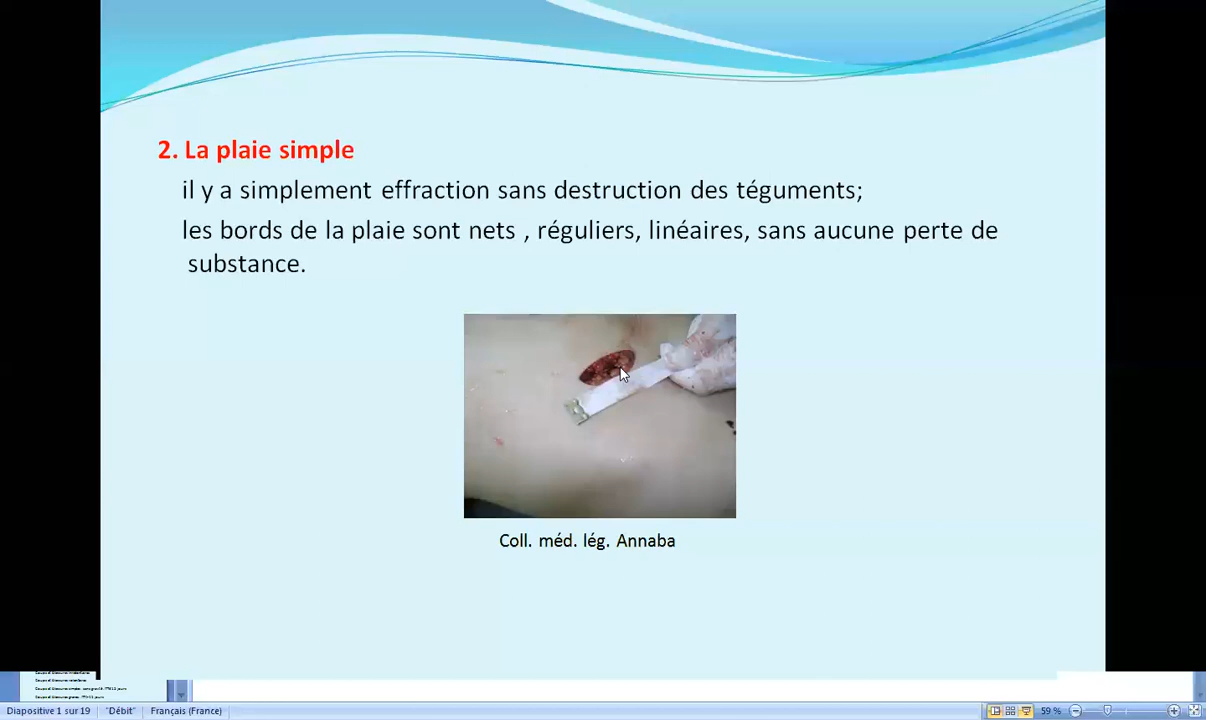 2. La plaie simple
il y a simplement effraction sans destruction des téguments;
les bords de la plaie sont nets , réguliers, linéaires, sans aucune perte de
substance.
Coll. méd. lég. Annaba
Diapositive 1 sur 19 "Débit" Français (France) 59 %